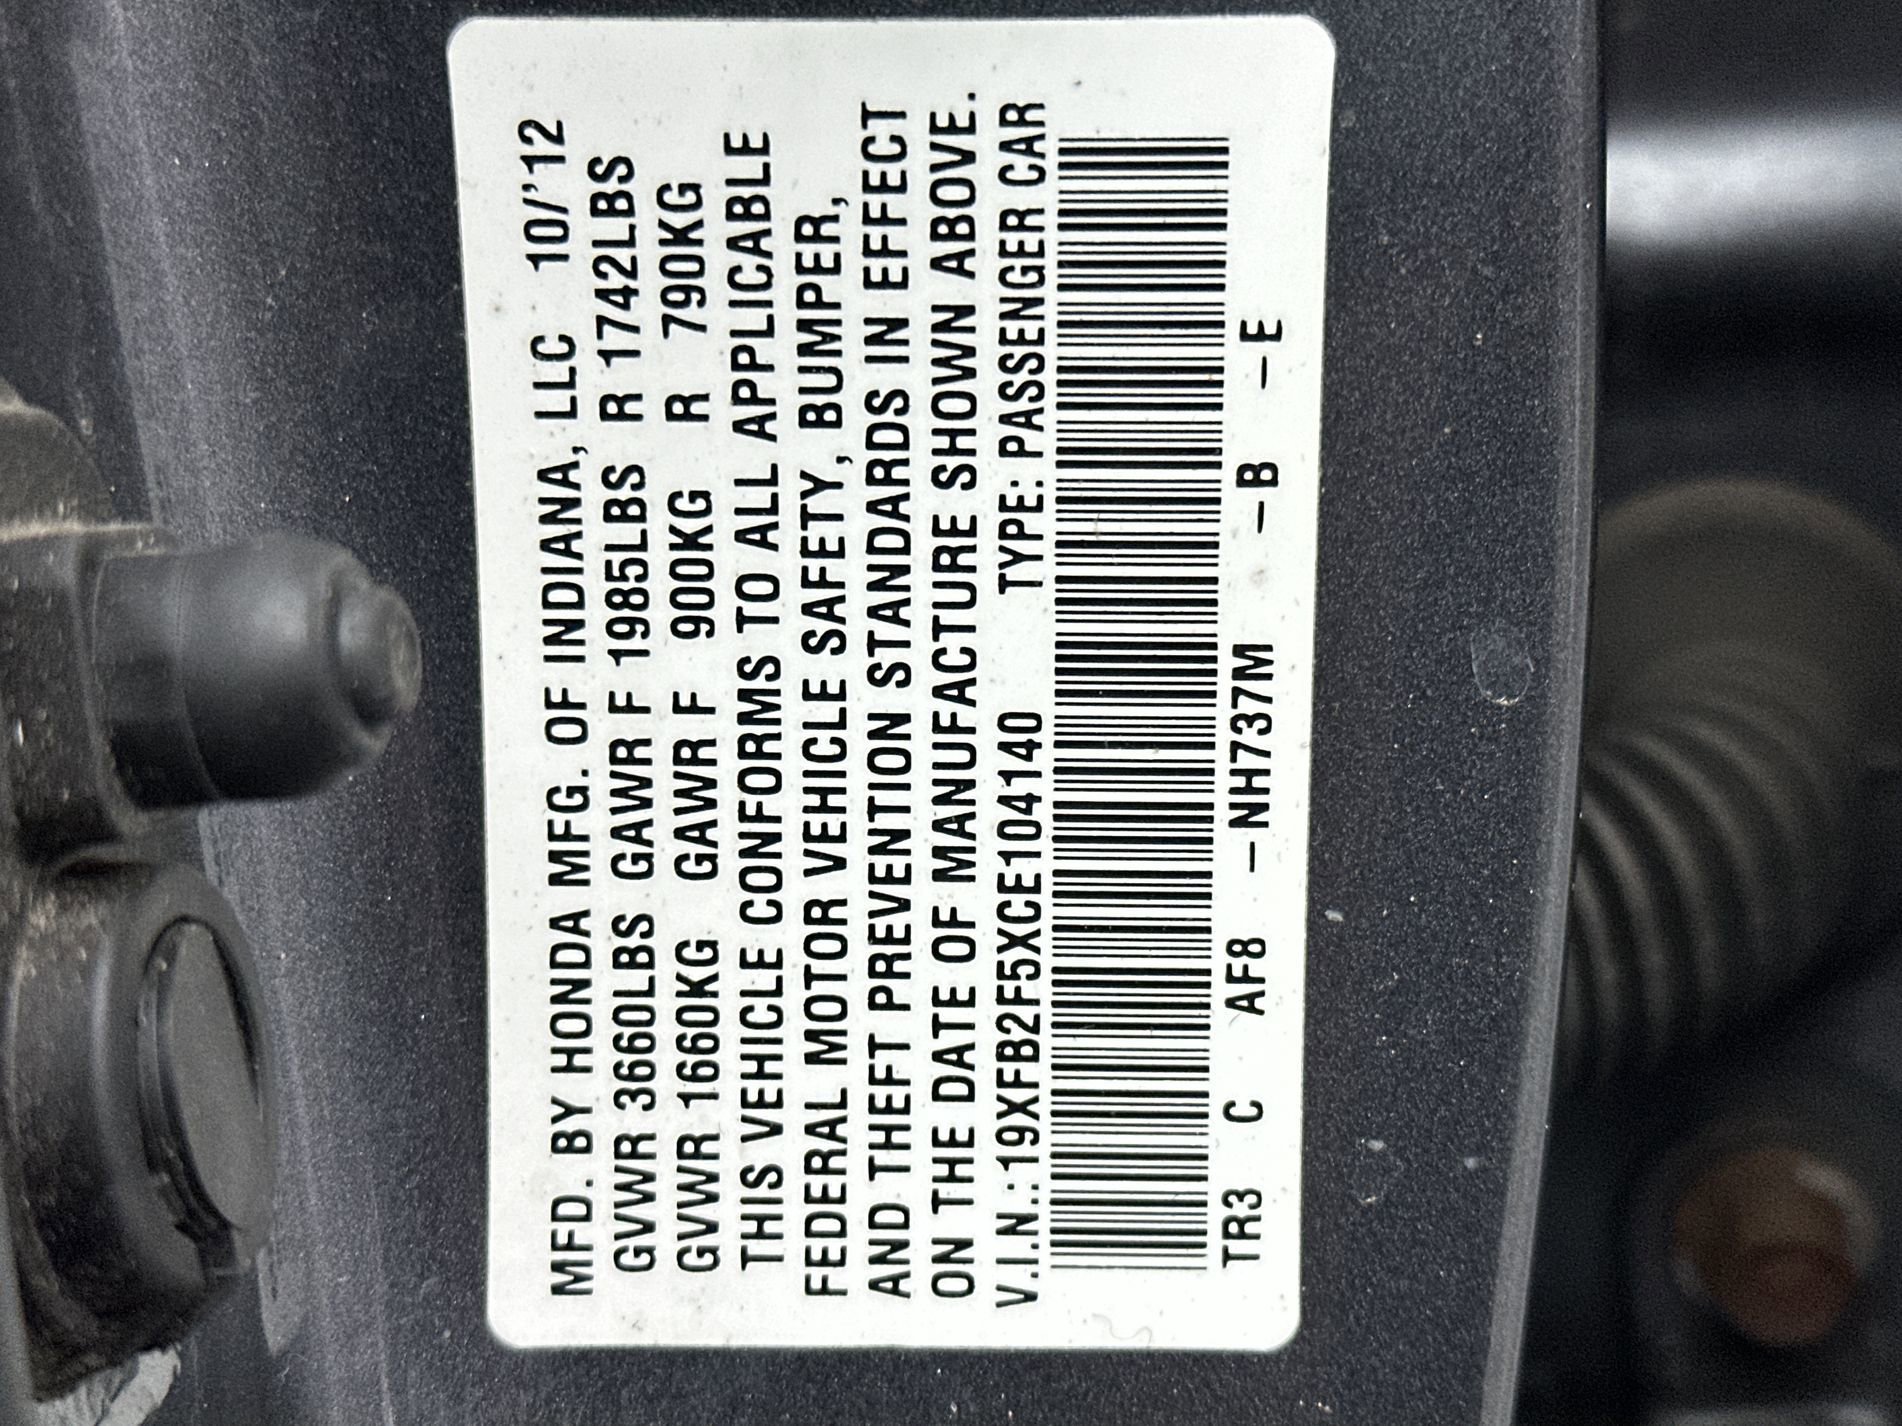 MFD. BY HONDA MFG. OF INDIANA, LLC 10/'12
GVWR 3660LBS GAWR F 1985LBS R 1742LBS
GVWR 1660KG GAWR F 900KG R 790KG
THIS VEHICLE CONFORMS TO ALL APPLICABLE
FEDERAL MOTOR VEHICLE SAFETY, BUMPER,
AND THEFT PREVENTION STANDARDS IN EFFECT
ON THE DATE OF MANUFACTURE SHOWN ABOVE.
V.I.N.:19XFB2F5XCE104140 TYPE: PASSENGER CAR
TR3 C AF8 –NH737M –B –E